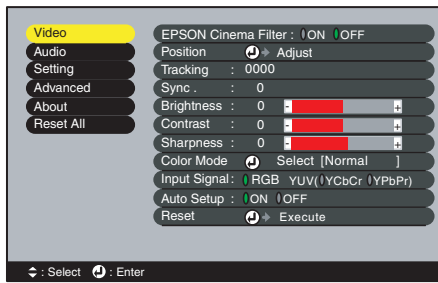 Video
Audio
Setting
Advanced
About
Reset All
EPSON Cinema Filter : ON OFF
Position Adjust
Tracking : 0000
Sync . : 0
Brightness : 0 - +
Contrast : 0 - +
Sharpness : 0 - +
Color Mode Select [Normal ]
Input Signal : RGB YUV( YCbCr YPbPr)
Auto Setup : ON OFF
Reset Execute
: Select : Enter